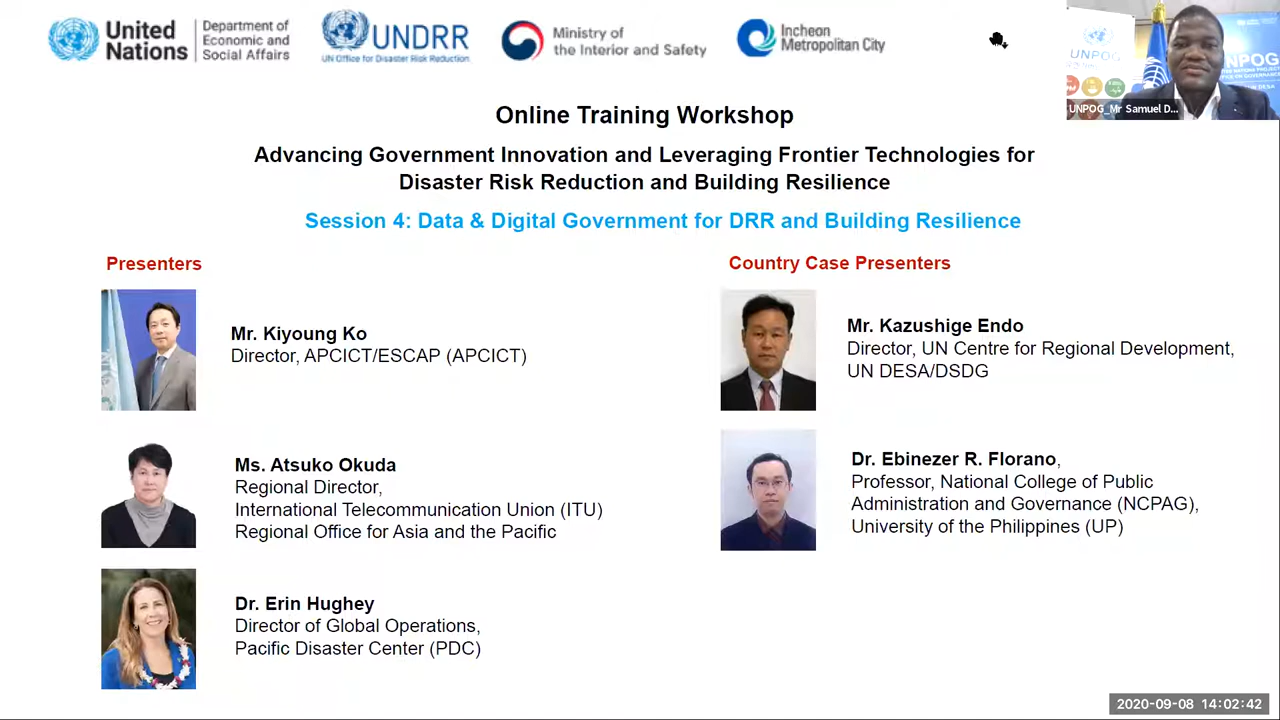 United Nations
Department of Economic and Social Affairs
UNDRR
UN Office for Disaster Risk Reduction
Ministry of the Interior and Safety
Incheon Metropolitan City
UNPOG
UNPOG_Mr Samuel D...
Online Training Workshop
Advancing Government Innovation and Leveraging Frontier Technologies for
Disaster Risk Reduction and Building Resilience
Session 4: Data & Digital Government for DRR and Building Resilience
Presenters
Mr. Kiyoung Ko
Director, APCICT/ESCAP (APCICT)
Ms. Atsuko Okuda
Regional Director,
International Telecommunication Union (ITU)
Regional Office for Asia and the Pacific
Dr. Erin Hughey
Director of Global Operations,
Pacific Disaster Center (PDC)
Country Case Presenters
Mr. Kazushige Endo
Director, UN Centre for Regional Development,
UN DESA/DSDG
Dr. Ebinezer R. Florano,
Professor, National College of Public
Administration and Governance (NCPAG),
University of the Philippines (UP)
2020-09-08 14:02:42